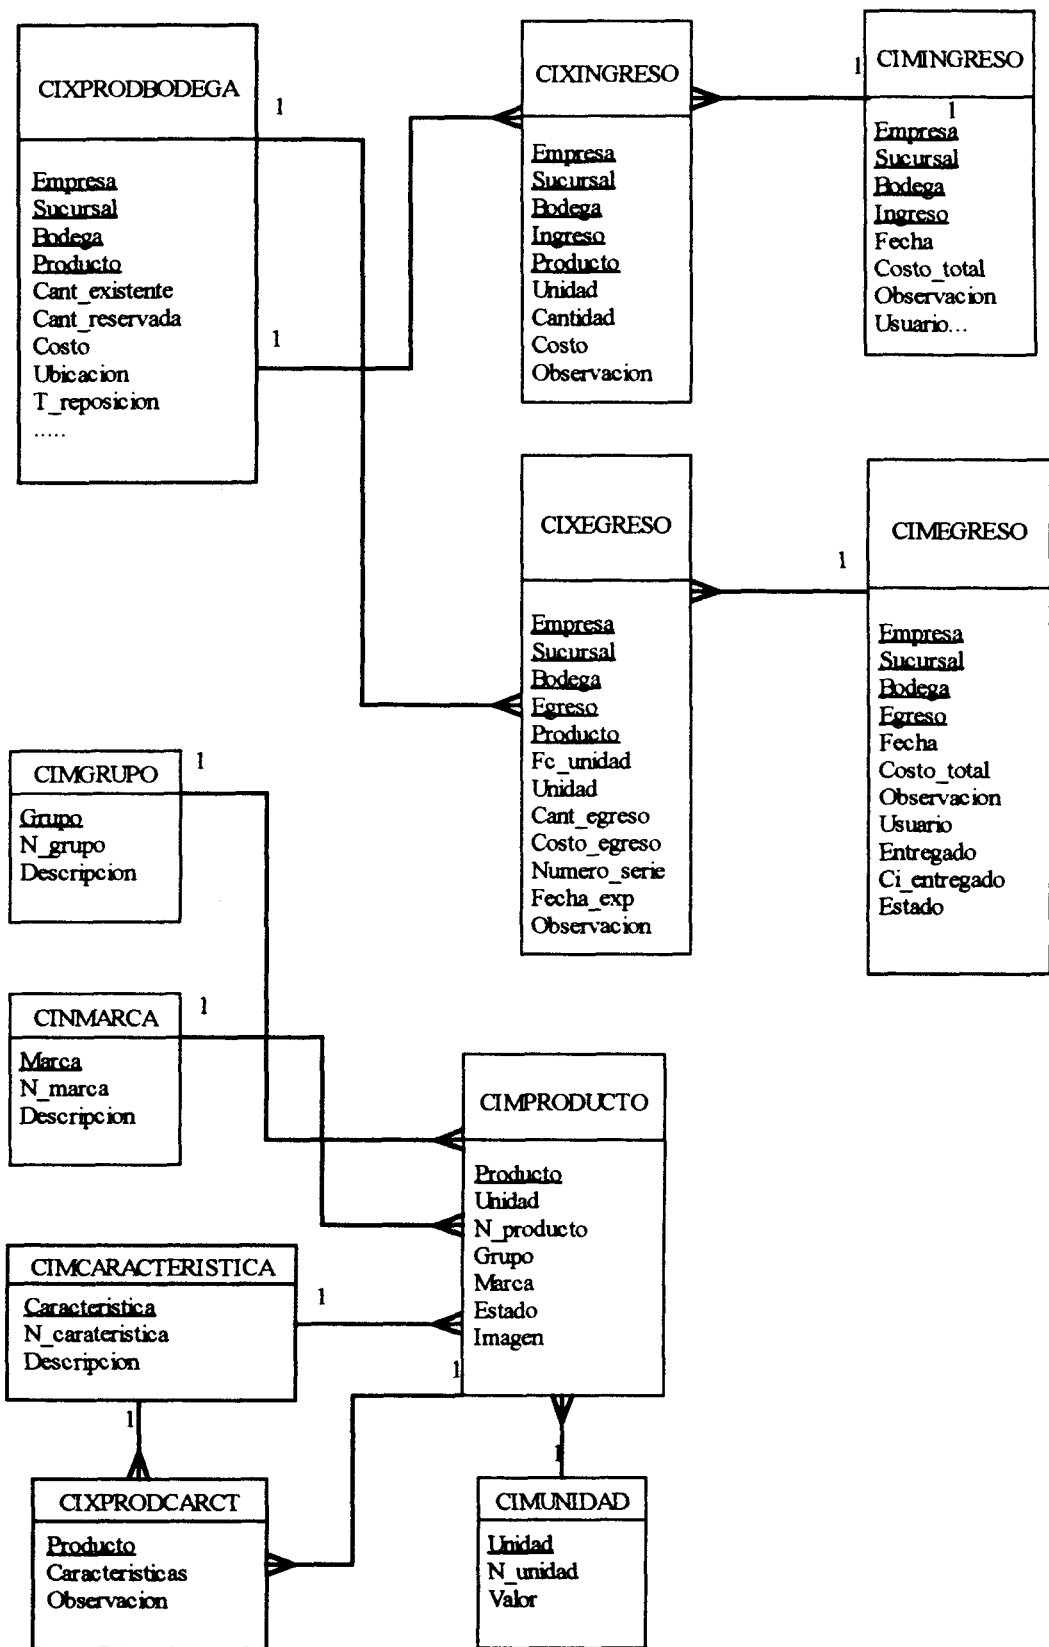 CIXPRODBODEGA
1
Empresa
Sucursal
Bodega
Producto
Cant_existente
Cant_reservada
Costo
1
Ubicacion
T_reposicion
.....
CIXINGRESO
Empresa
Sucursal
Bodega
Ingreso
Producto
Unidad
Cantidad
Costo
Observacion
1
CIMINGRESO
1
Empresa
Sucursal
Bodega
Ingreso
Fecha
Costo_total
Observacion
Usuario...
CIXEGRESO
Empresa
Sucursal
Bodega
Egreso
Producto
Fc_unidad
Unidad
Cant_egreso
Costo_egreso
Numero_serie
Fecha_exp
Observacion
1
CIMEGRESO
Empresa
Sucursal
Bodega
Egreso
Fecha
Costo_total
Observacion
Usuario
Entregado
Ci_entregado
Estado
CIMGRUPO
1
Grupo
N_grupo
Descripcion
CINMARCA
1
Marca
N_marca
Descripcion
CIMPRODUCTO
Producto
Unidad
N_producto
Grupo
Marca
Estado
Imagen
1
CIMCARACTERISTICA
1
Caracteristica
N_carateristica
Descripcion
1
CIXPRODCARCT
Producto
Caracteristicas
Observacion
1
CIMUNIDAD
Unidad
N_unidad
Valor